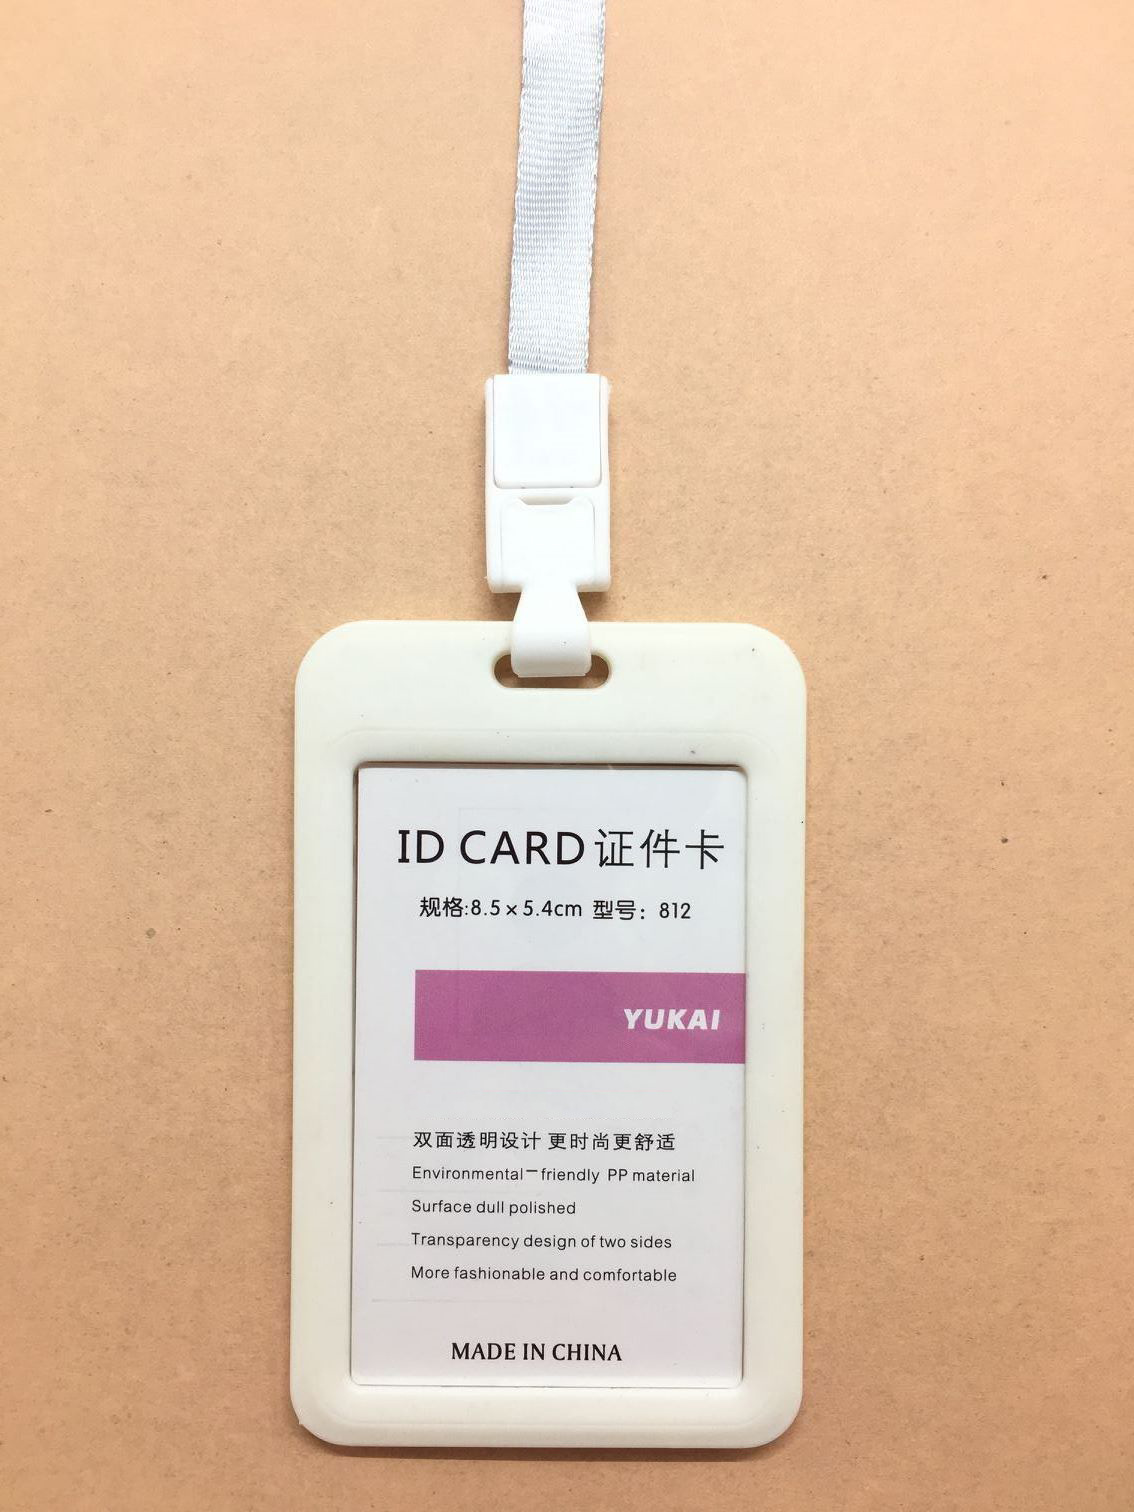 ID CARD 证件卡
规格:8.5×5.4cm 型号：812
YUKAI
双面透明设计 更时尚更舒适
Environmental-friendly PP material
Surface dull polished
Transparency design of two sides
More fashionable and comfortable
MADE IN CHINA